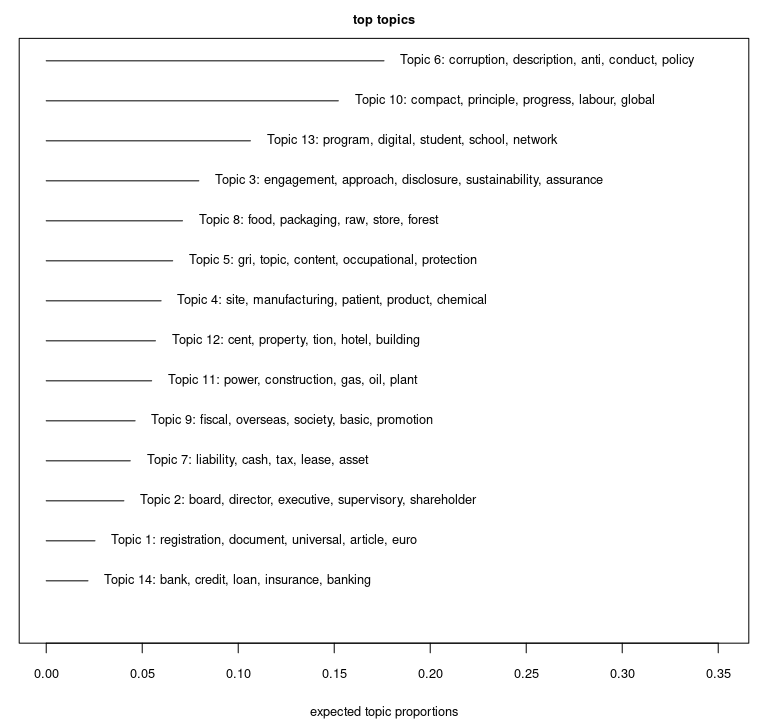 top topics
Topic 6: corruption, description, anti, conduct, policy
Topic 10: compact, principle, progress, labour, global
Topic 13: program, digital, student, school, network
Topic 3: engagement, approach, disclosure, sustainability, assurance
Topic 8: food, packaging, raw, store, forest
Topic 5: gri, topic, content, occupational, protection
Topic 4: site, manufacturing, patient, product, chemical
Topic 12: cent, property, tion, hotel, building
Topic 11: power, construction, gas, oil, plant
Topic 9: fiscal, overseas, society, basic, promotion
Topic 7: liability, cash, tax, lease, asset
Topic 2: board, director, executive, supervisory, shareholder
Topic 1: registration, document, universal, article, euro
Topic 14: bank, credit, loan, insurance, banking
0.00 0.05 0.10 0.15 0.20 0.25 0.30 0.35
expected topic proportions